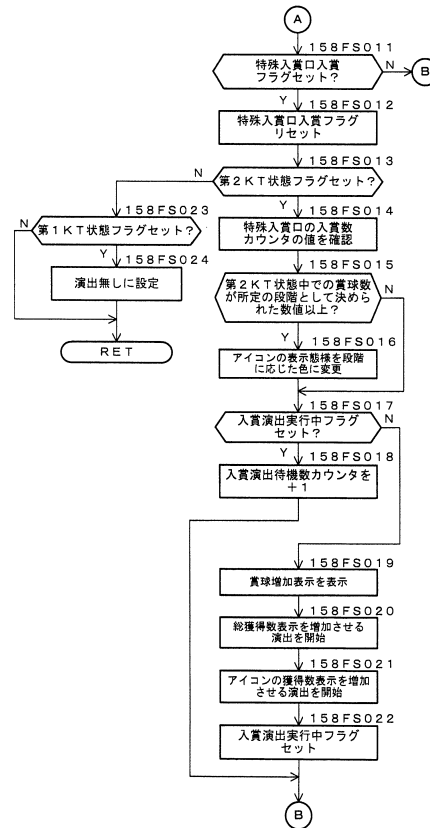 A
158FS011
特殊入賞口入賞
フラグセット？
N
B
Y
158FS012
特殊入賞口入賞フラグ
リセット
158FS013
N
第2KT状態フラグセット？
158FS023
Y
158FS014
N
第1KT状態フラグセット？
特殊入賞口の入賞数
カウンタの値を確認
Y
158FS024
158FS015
演出無しに設定
第2KT状態中での賞球数
が所定の段階として決めら
れた数値以上？
N
RET
Y
158FS016
アイコンの表示態様を段階
に応じた色に変更
158FS017
入賞演出実行中フラグ
セット？
N
Y
158FS018
入賞演出待機数カウンタを
＋1
158FS019
賞球増加表示を表示
158FS020
総獲得数表示を増加させる
演出を開始
158FS021
アイコンの獲得数表示を増加
させる演出を開始
158FS022
入賞演出実行中フラグ
セット
B